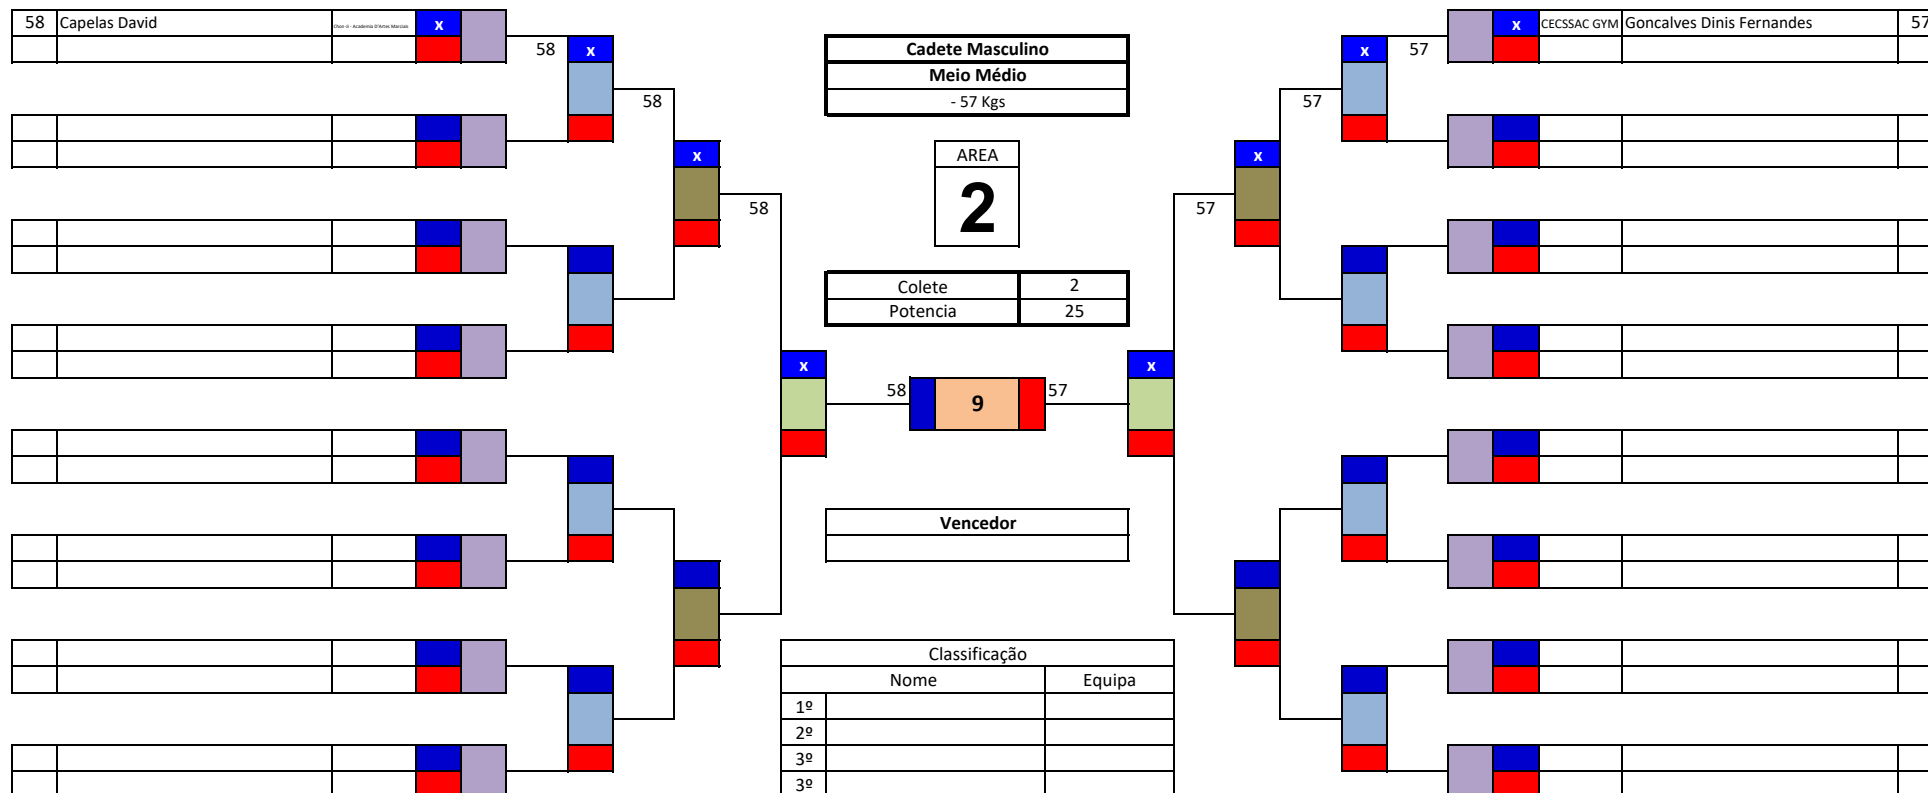 58 Capelas David x
x CECSSAC GYM Goncalves Dinis Fernandes 57
58 x
x 57
Cadete Masculino
Meio Médio
- 57 Kgs
58
57
x
AREA
x
2
58
57
Colete 2
Potencia 25
x
x
58 9 57
Vencedor
Classificação
Nome Equipa
1º
2º
3º
3º